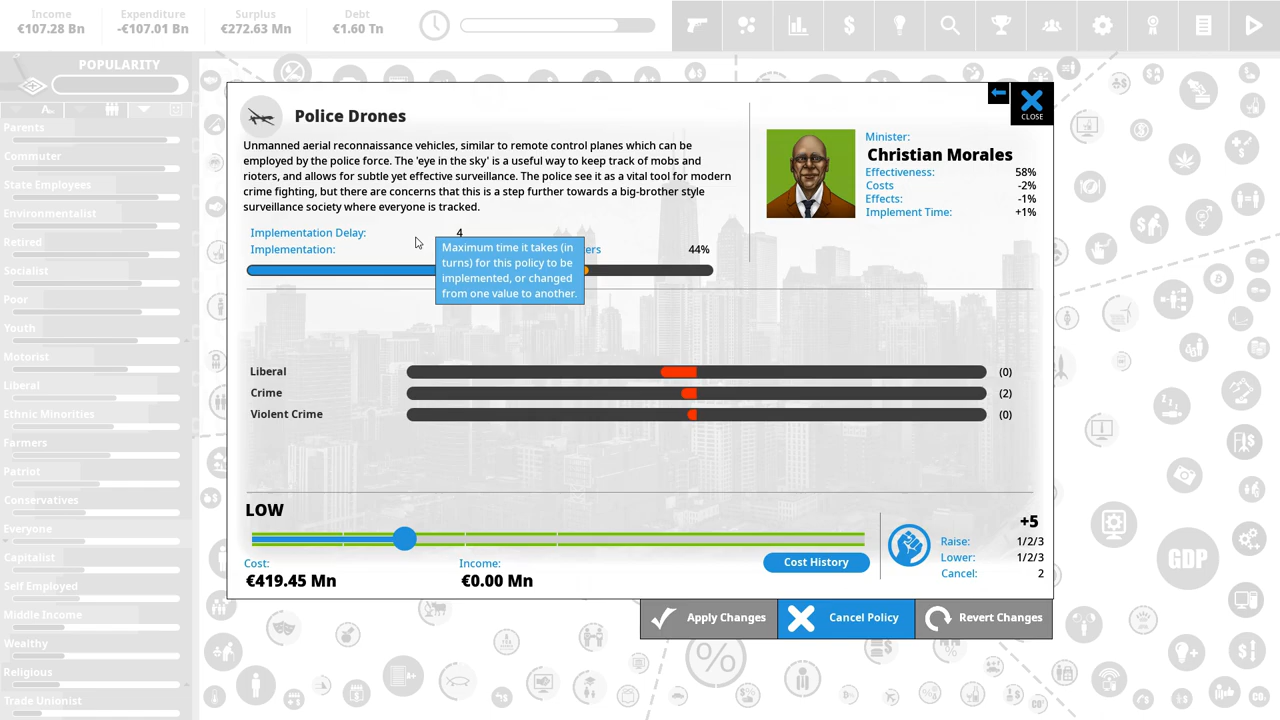 Income
€107.28 Bn
Expenditure
-€107.01 Bn
Surplus
€272.63 Mn
Debt
€1.60 Tn
POPULARITY
Parents
Commuter
State Employees
Environmentalist
Retired
Socialist
Poor
Youth
Motorist
Liberal
Ethnic Minorities
Farmers
Patriot
Conservatives
Everyone
Capitalist
Self Employed
Middle Income
Wealthy
Religious
Trade Unionist
Police Drones
Unmanned aerial reconnaissance vehicles, similar to remote control planes which can be
employed by the police force. The 'eye in the sky' is a useful way to keep track of mobs and
rioters, and allows for subtle yet effective surveillance. The police see it as a vital tool for modern
crime fighting, but there are concerns that this is a step further towards a big-brother style
surveillance society where everyone is tracked.
Implementation Delay: 4
Implementation:
44%
Maximum time it takes (in
turns) for this policy to be
implemented, or changed
from one value to another.
CLOSE
Minister:
Christian Morales
Effectiveness: 58%
Costs -2%
Effects: -1%
Implement Time: +1%
Liberal (0)
Crime (2)
Violent Crime (0)
LOW
Cost:
€419.45 Mn
Income:
€0.00 Mn
Cost History
+5
Raise: 1/2/3
Lower: 1/2/3
Cancel: 2
Apply Changes
Cancel Policy
Revert Changes
GDP